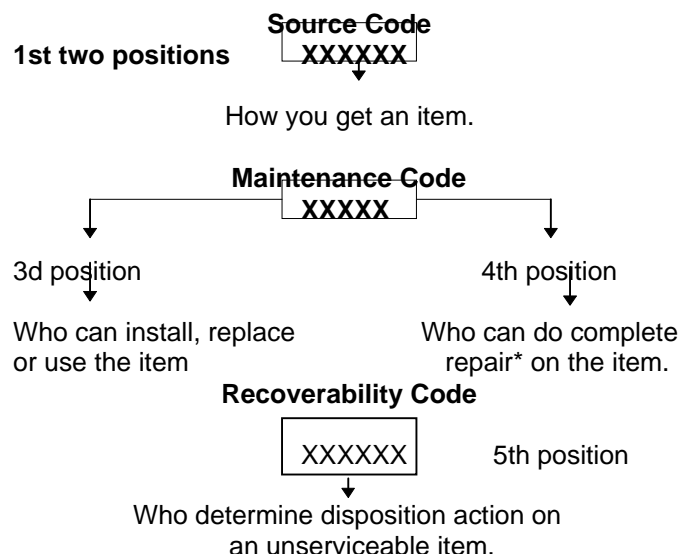 Source Code
1st two positions XXXXXX
How you get an item.
Maintenance Code
XXXXX
3d position 4th position
Who can install, replace Who can do complete
or use the item repair* on the item.
Recoverability Code
XXXXXX 5th position
Who determine disposition action on
an unserviceable item.